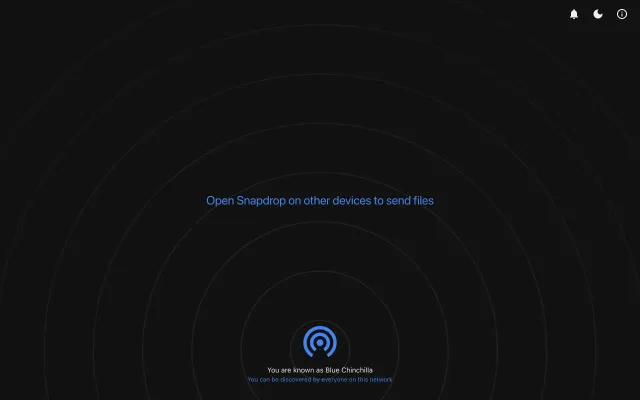 Open Snapdrop on other devices to send files
You are known as Blue Chinchilla
You can be discovered by everyone on this network